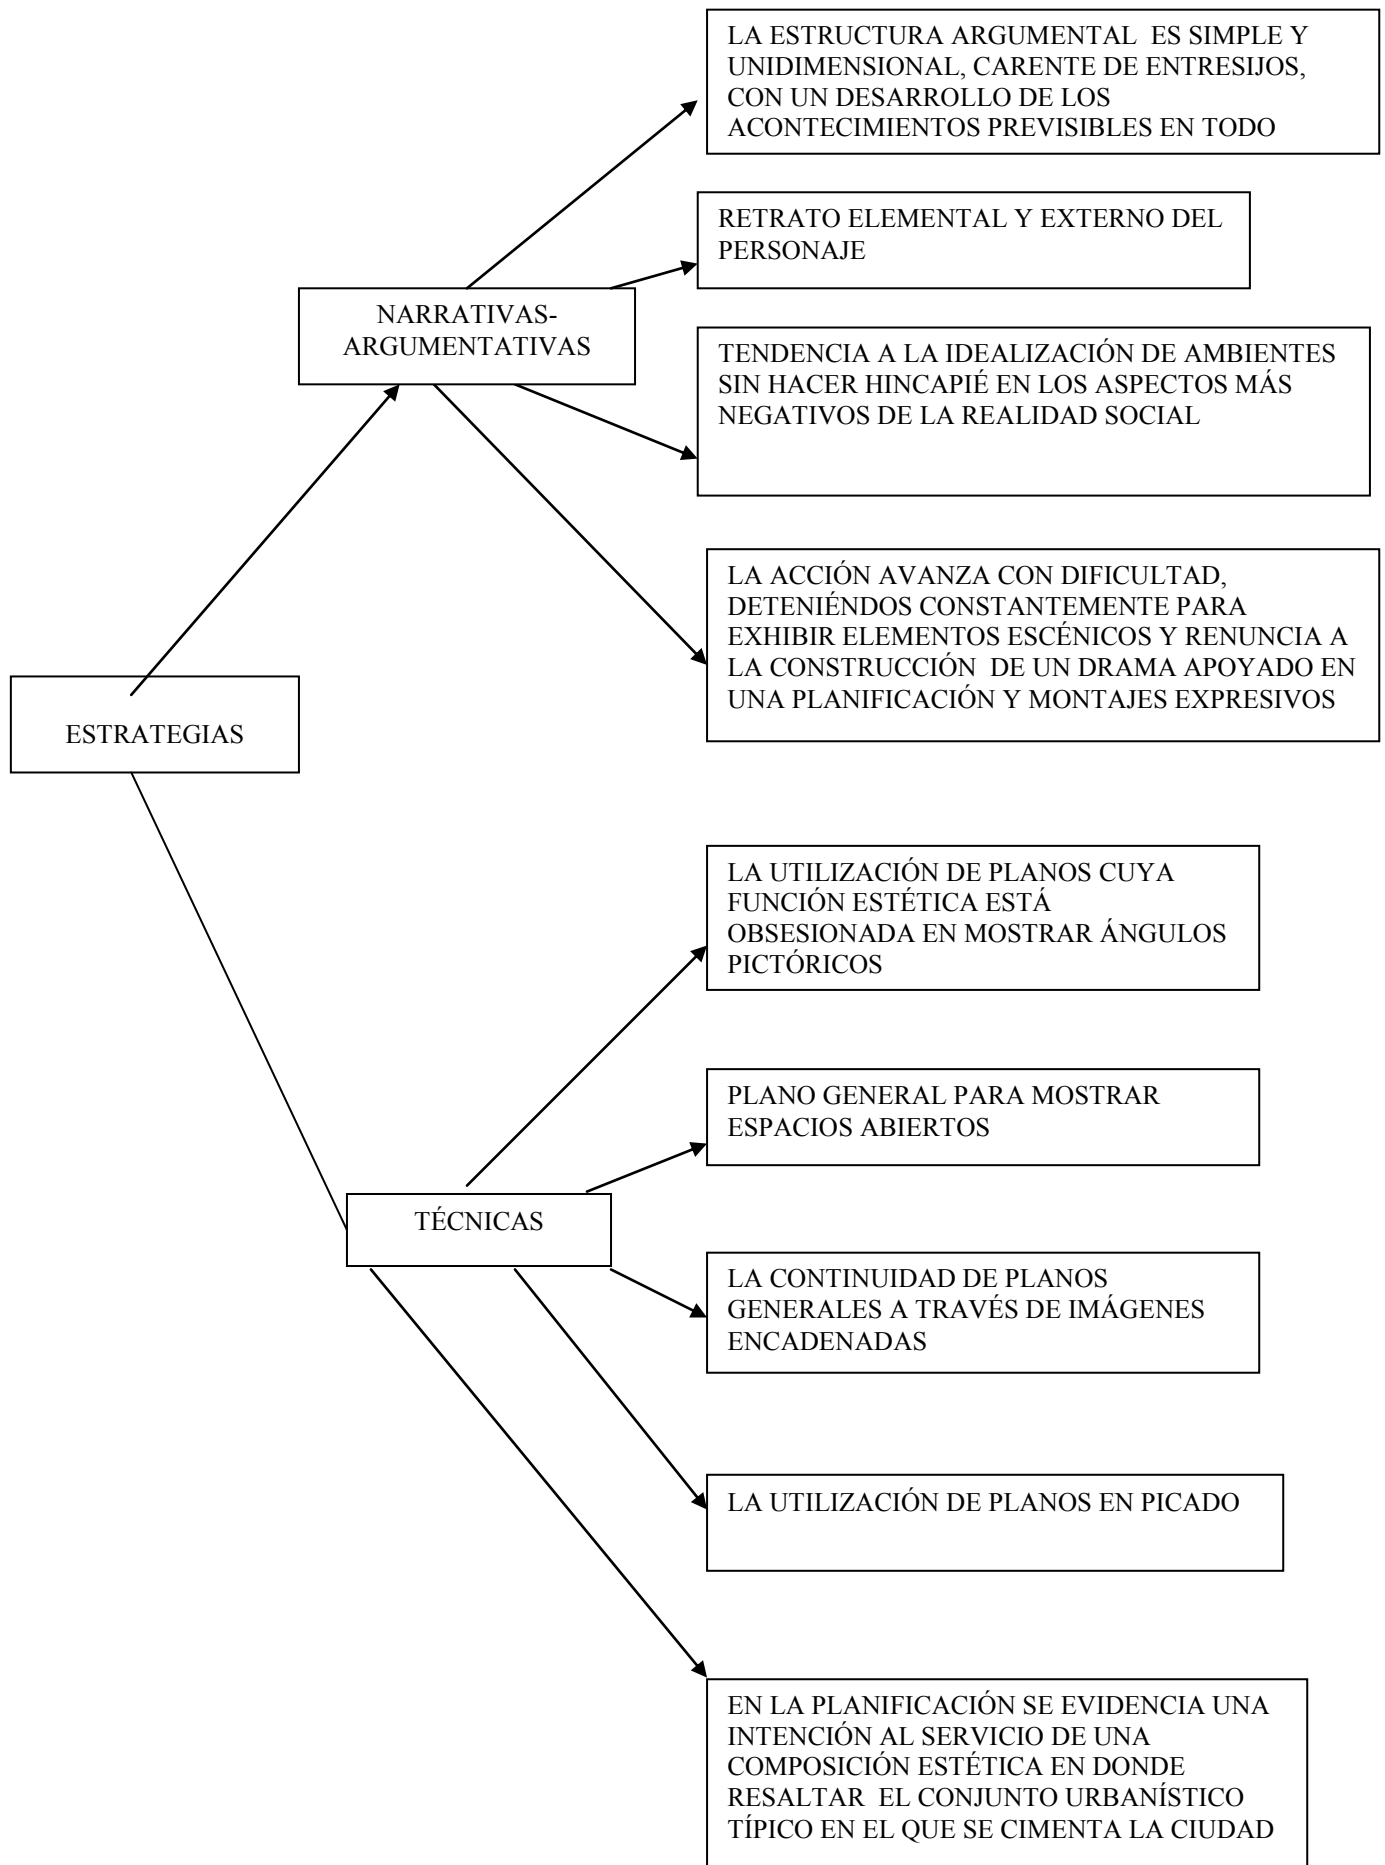 LA ESTRUCTURA ARGUMENTAL ES SIMPLE Y
UNIDIMENSIONAL, CARENTE DE ENTRESIJOS,
CON UN DESARROLLO DE LOS
ACONTECIMIENTOS PREVISIBLES EN TODO
RETRATO ELEMENTAL Y EXTERNO DEL
PERSONAJE
NARRATIVAS-
ARGUMENTATIVAS
TENDENCIA A LA IDEALIZACIÓN DE AMBIENTES
SIN HACER HINCAPIÉ EN LOS ASPECTOS MÁS
NEGATIVOS DE LA REALIDAD SOCIAL
LA ACCIÓN AVANZA CON DIFICULTAD,
DETENIÉNDOS CONSTANTEMENTE PARA
EXHIBIR ELEMENTOS ESCÉNICOS Y RENUNCIA A
LA CONSTRUCCIÓN DE UN DRAMA APOYADO EN
UNA PLANIFICACIÓN Y MONTAJES EXPRESIVOS
ESTRATEGIAS
LA UTILIZACIÓN DE PLANOS CUYA
FUNCIÓN ESTÉTICA ESTÁ
OBSESIONADA EN MOSTRAR ÁNGULOS
PICTÓRICOS
PLANO GENERAL PARA MOSTRAR
ESPACIOS ABIERTOS
TÉCNICAS
LA CONTINUIDAD DE PLANOS
GENERALES A TRAVÉS DE IMÁGENES
ENCADENADAS
LA UTILIZACIÓN DE PLANOS EN PICADO
EN LA PLANIFICACIÓN SE EVIDENCIA UNA
INTENCIÓN AL SERVICIO DE UNA
COMPOSICIÓN ESTÉTICA EN DONDE
RESALTAR EL CONJUNTO URBANÍSTICO
TÍPICO EN EL QUE SE CIMENTA LA CIUDAD